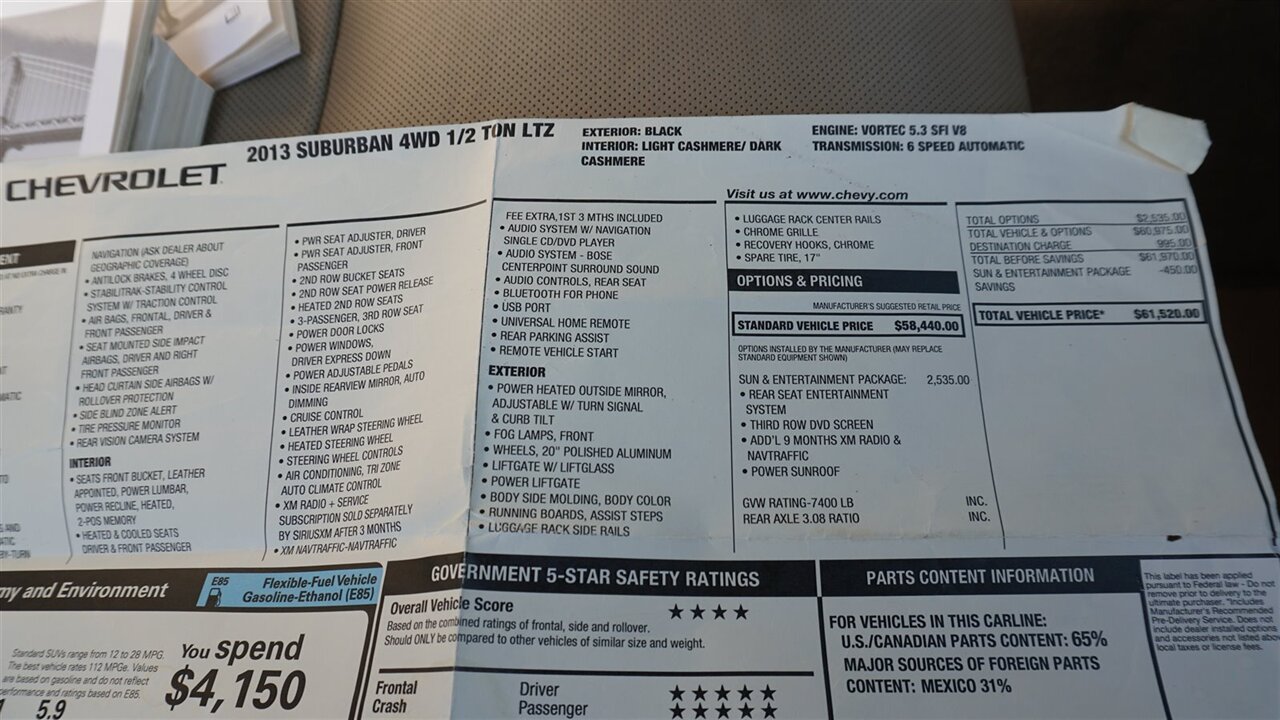 CHEVROLET
2013 SUBURBAN 4WD 1/2 TON LTZ
EXTERIOR: BLACK
INTERIOR: LIGHT CASHMERE/ DARK
CASHMERE
ENGINE: VORTEC 5.3 SFI V8
TRANSMISSION: 6 SPEED AUTOMATIC
Visit us at www.chevy.com
NAVIGATION (ASK DEALER ABOUT
GEOGRAPHIC COVERAGE)
• ANTILOCK BRAKES, 4 WHEEL DISC
• STABILITRAK-STABILITY CONTROL
SYSTEM W/ TRACTION CONTROL
• AIR BAGS, FRONTAL, DRIVER &
FRONT PASSENGER
• SEAT MOUNTED SIDE IMPACT
AIRBAGS, DRIVER AND RIGHT
FRONT PASSENGER
• HEAD CURTAIN SIDE AIRBAGS W/
ROLLOVER PROTECTION
• SIDE BLIND ZONE ALERT
• TIRE PRESSURE MONITOR
• REAR VISION CAMERA SYSTEM
INTERIOR
• SEATS FRONT BUCKET, LEATHER
APPOINTED, POWER LUMBAR,
POWER RECLINE, HEATED,
2-POS MEMORY
• HEATED & COOLED SEATS
DRIVER & FRONT PASSENGER
• PWR SEAT ADJUSTER, DRIVER
• PWR SEAT ADJUSTER, FRONT
PASSENGER
• 2ND ROW BUCKET SEATS
• 2ND ROW SEAT POWER RELEASE
• HEATED 2ND ROW SEATS
• 3-PASSENGER, 3RD ROW SEAT
• POWER DOOR LOCKS
• POWER WINDOWS,
DRIVER EXPRESS DOWN
• POWER ADJUSTABLE PEDALS
• INSIDE REARVIEW MIRROR, AUTO
DIMMING
• CRUISE CONTROL
• LEATHER WRAP STEERING WHEEL
• HEATED STEERING WHEEL
• STEERING WHEEL CONTROLS
• AIR CONDITIONING, TRI ZONE
AUTO CLIMATE CONTROL
• XM RADIO + SERVICE
SUBSCRIPTION SOLD SEPARATELY
BY SIRIUSXM AFTER 3 MONTHS
• XM NAVTRAFFIC-NAVTRAFFIC
FEE EXTRA,1ST 3 MTHS INCLUDED
• AUDIO SYSTEM W/ NAVIGATION
SINGLE CD/DVD PLAYER
• AUDIO SYSTEM - BOSE
CENTERPOINT SURROUND SOUND
• AUDIO CONTROLS, REAR SEAT
• BLUETOOTH FOR PHONE
• USB PORT
• UNIVERSAL HOME REMOTE
• REAR PARKING ASSIST
• REMOTE VEHICLE START
EXTERIOR
• POWER HEATED OUTSIDE MIRROR,
ADJUSTABLE W/ TURN SIGNAL
& CURB TILT
• FOG LAMPS, FRONT
• WHEELS, 20" POLISHED ALUMINUM
• LIFTGATE W/ LIFTGLASS
• POWER LIFTGATE
• BODY SIDE MOLDING, BODY COLOR
• RUNNING BOARDS, ASSIST STEPS
• LUGGAGE RACK SIDE RAILS
• LUGGAGE RACK CENTER RAILS
• CHROME GRILLE
• RECOVERY HOOKS, CHROME
• SPARE TIRE, 17"
OPTIONS & PRICING
MANUFACTURER'S SUGGESTED RETAIL PRICE
STANDARD VEHICLE PRICE $58,440.00
OPTIONS INSTALLED BY THE MANUFACTURER (MAY REPLACE
STANDARD EQUIPMENT SHOWN)
SUN & ENTERTAINMENT PACKAGE: 2,535.00
• REAR SEAT ENTERTAINMENT
SYSTEM
• THIRD ROW DVD SCREEN
• ADD'L 9 MONTHS XM RADIO &
NAVTRAFFIC
• POWER SUNROOF
GVW RATING-7400 LB INC.
REAR AXLE 3.08 RATIO INC.
TOTAL OPTIONS $2,535.00
TOTAL VEHICLE & OPTIONS $60,975.00
DESTINATION CHARGE 995.00
TOTAL BEFORE SAVINGS $61,970.00
SUN & ENTERTAINMENT PACKAGE -450.00
SAVINGS
TOTAL VEHICLE PRICE* $61,520.00
my and Environment
E85
Flexible-Fuel Vehicle
Gasoline-Ethanol (E85)
Standard SUVs range from 12 to 28 MPG.
The best vehicle rates 112 MPGe. Values
are based on gasoline and do not reflect
performance and ratings based on E85.
5.9
You spend
$4,150
GOVERNMENT 5-STAR SAFETY RATINGS
Overall Vehicle Score ★★★★
Based on the combined ratings of frontal, side and rollover.
Should ONLY be compared to other vehicles of similar size and weight.
Frontal
Crash
Driver ★★★★★
Passenger ★★★★★
PARTS CONTENT INFORMATION
FOR VEHICLES IN THIS CARLINE:
U.S./CANADIAN PARTS CONTENT: 65%
MAJOR SOURCES OF FOREIGN PARTS
CONTENT: MEXICO 31%
This label has been applied
pursuant to Federal law - Do not
remove prior to delivery to the
ultimate purchaser. *Includes
Manufacturer's Recommended
Pre-Delivery Service. Does not
include dealer installed options
and accessories not listed above,
local taxes or license fees.